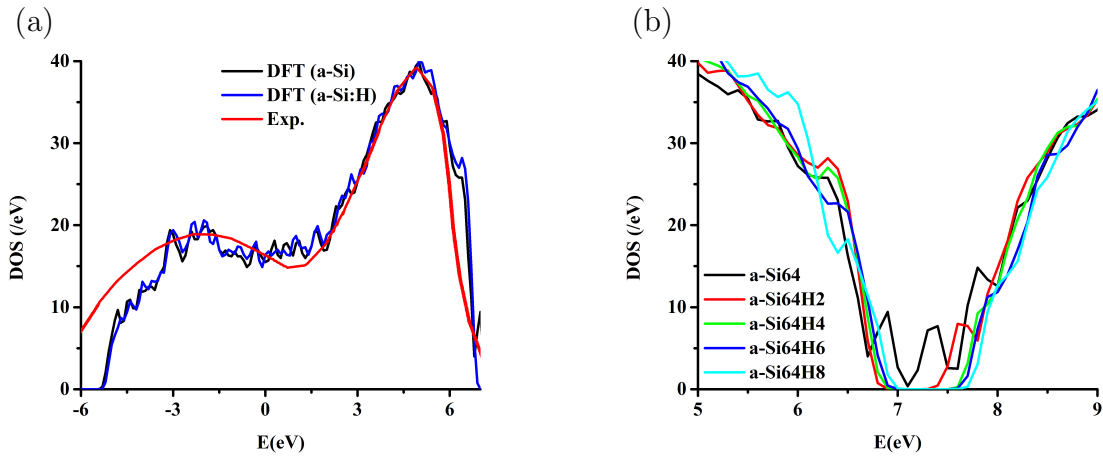 (a)
40
30
20
10
0
DOS (/eV)
-6
-3
0
3
6
E(eV)
DFT (a-Si)
DFT (a-Si:H)
Exp.
(b)
40
30
20
10
0
DOS (/eV)
5
6
7
8
9
E(eV)
a-Si64
a-Si64H2
a-Si64H4
a-Si64H6
a-Si64H8